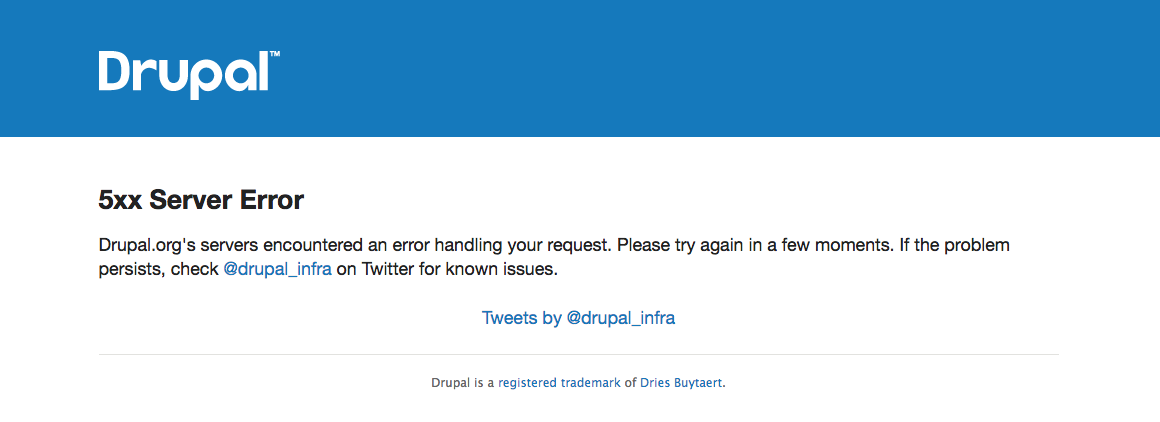 Drupal™
5xx Server Error
Drupal.org's servers encountered an error handling your request. Please try again in a few moments. If the problem
persists, check @drupal_infra on Twitter for known issues.
Tweets by @drupal_infra
Drupal is a registered trademark of Dries Buytaert.